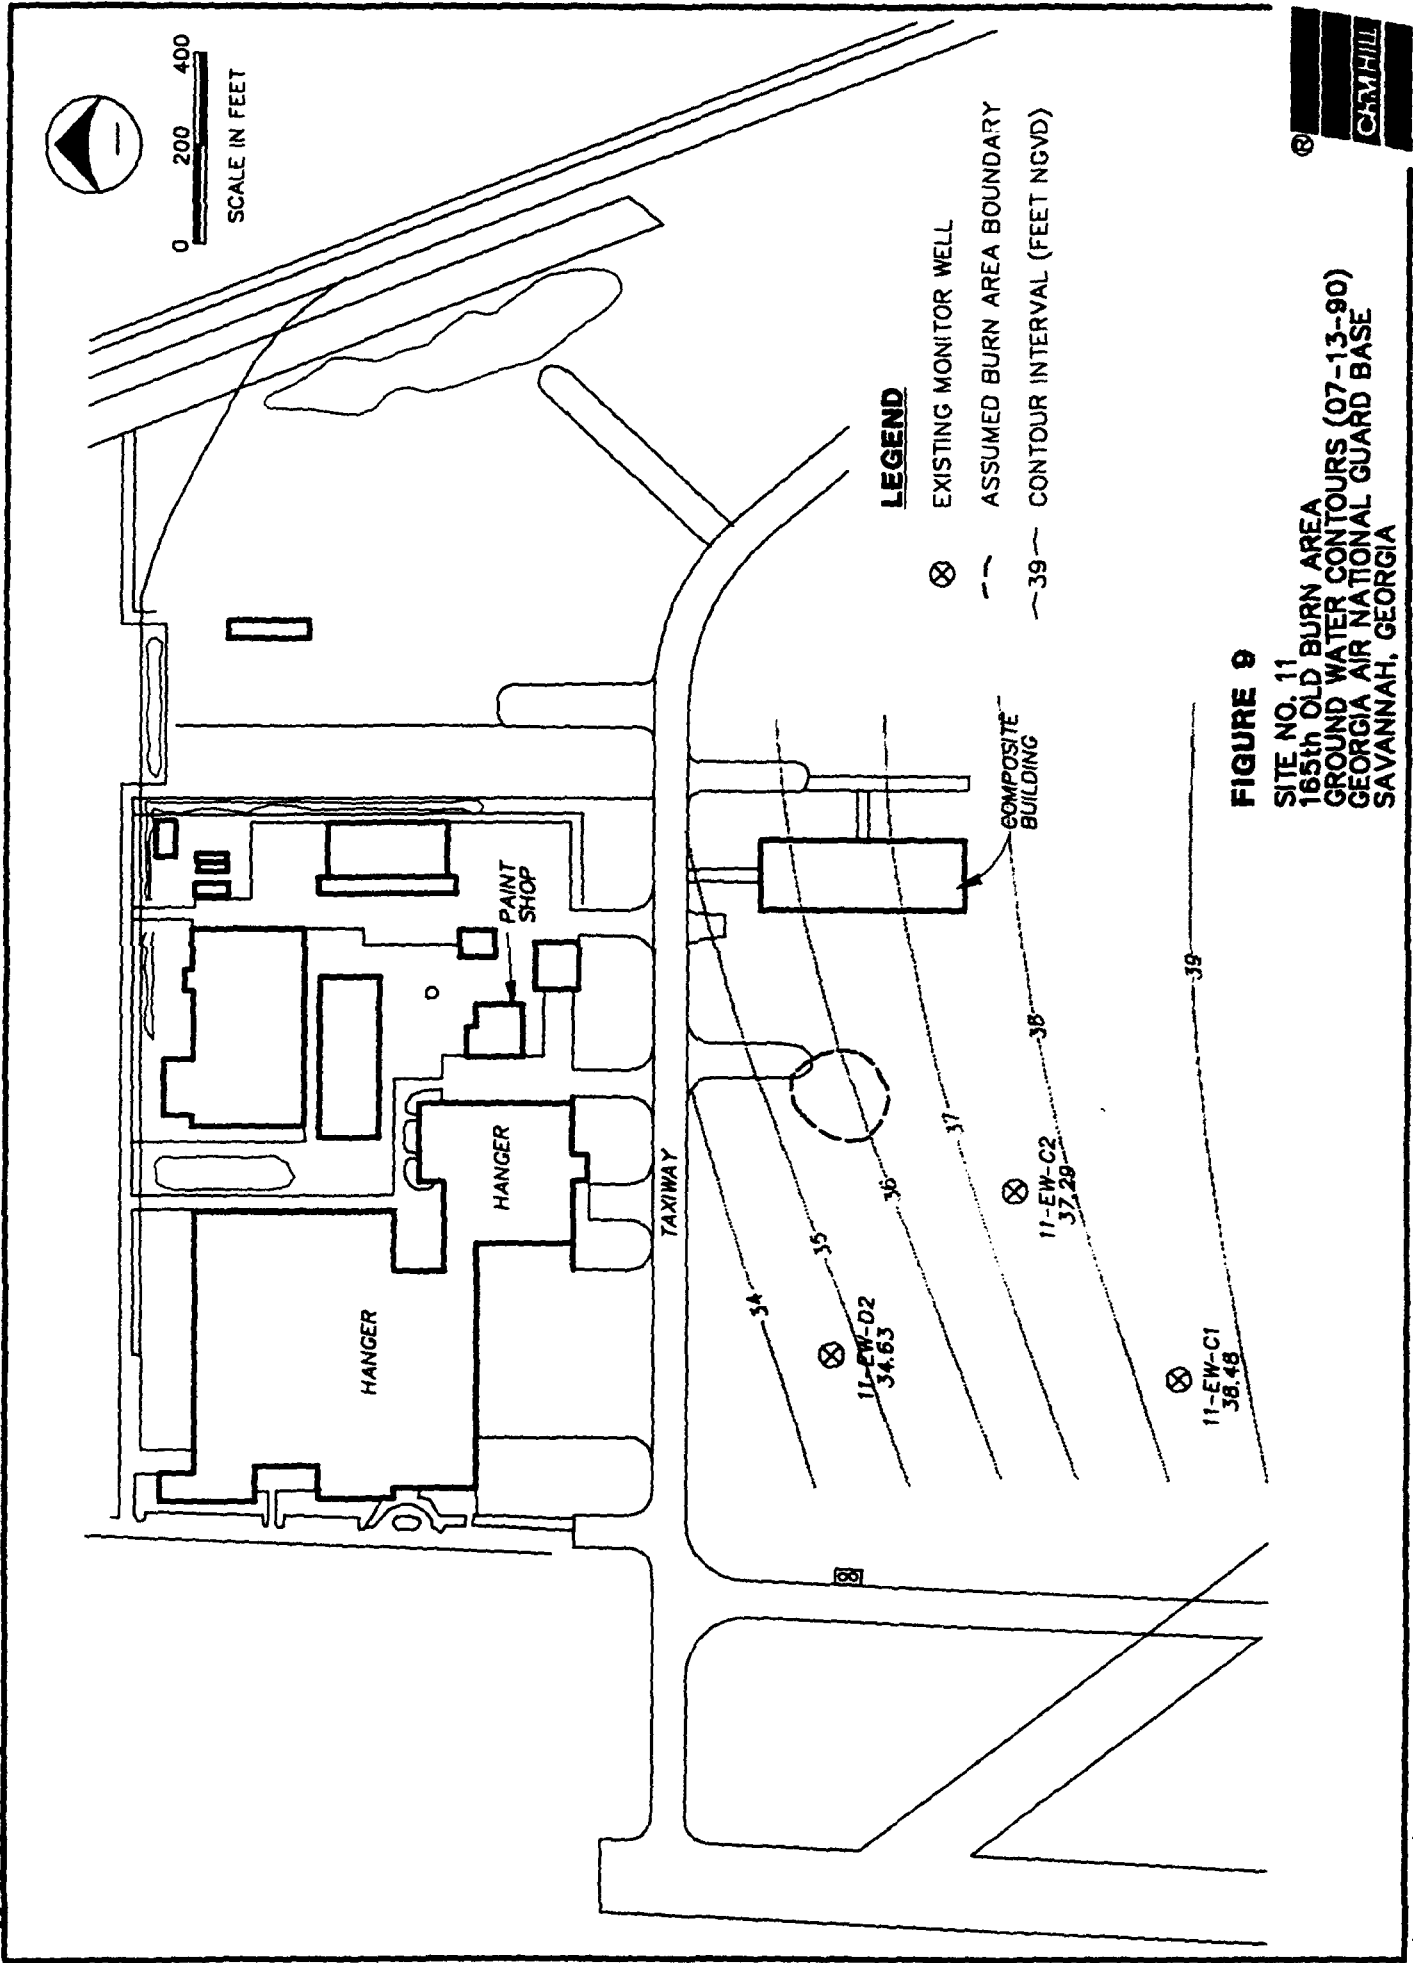 0 200 400
SCALE IN FEET
HANGER
HANGER
PAINT
SHOP
TAXIWAY
34
35
36
37
38
39
11-EW-D2
34.63
11-EW-C2
37.29
11-EW-C1
38.48
COMPOSITE
BUILDING
LEGEND
EXISTING MONITOR WELL
ASSUMED BURN AREA BOUNDARY
39 CONTOUR INTERVAL (FEET NGVD)
FIGURE 9
SITE NO. 11
165th OLD BURN AREA
GROUND WATER CONTOURS (07-13-90)
GEORGIA AIR NATIONAL GUARD BASE
SAVANNAH, GEORGIA
®
CHMHILL